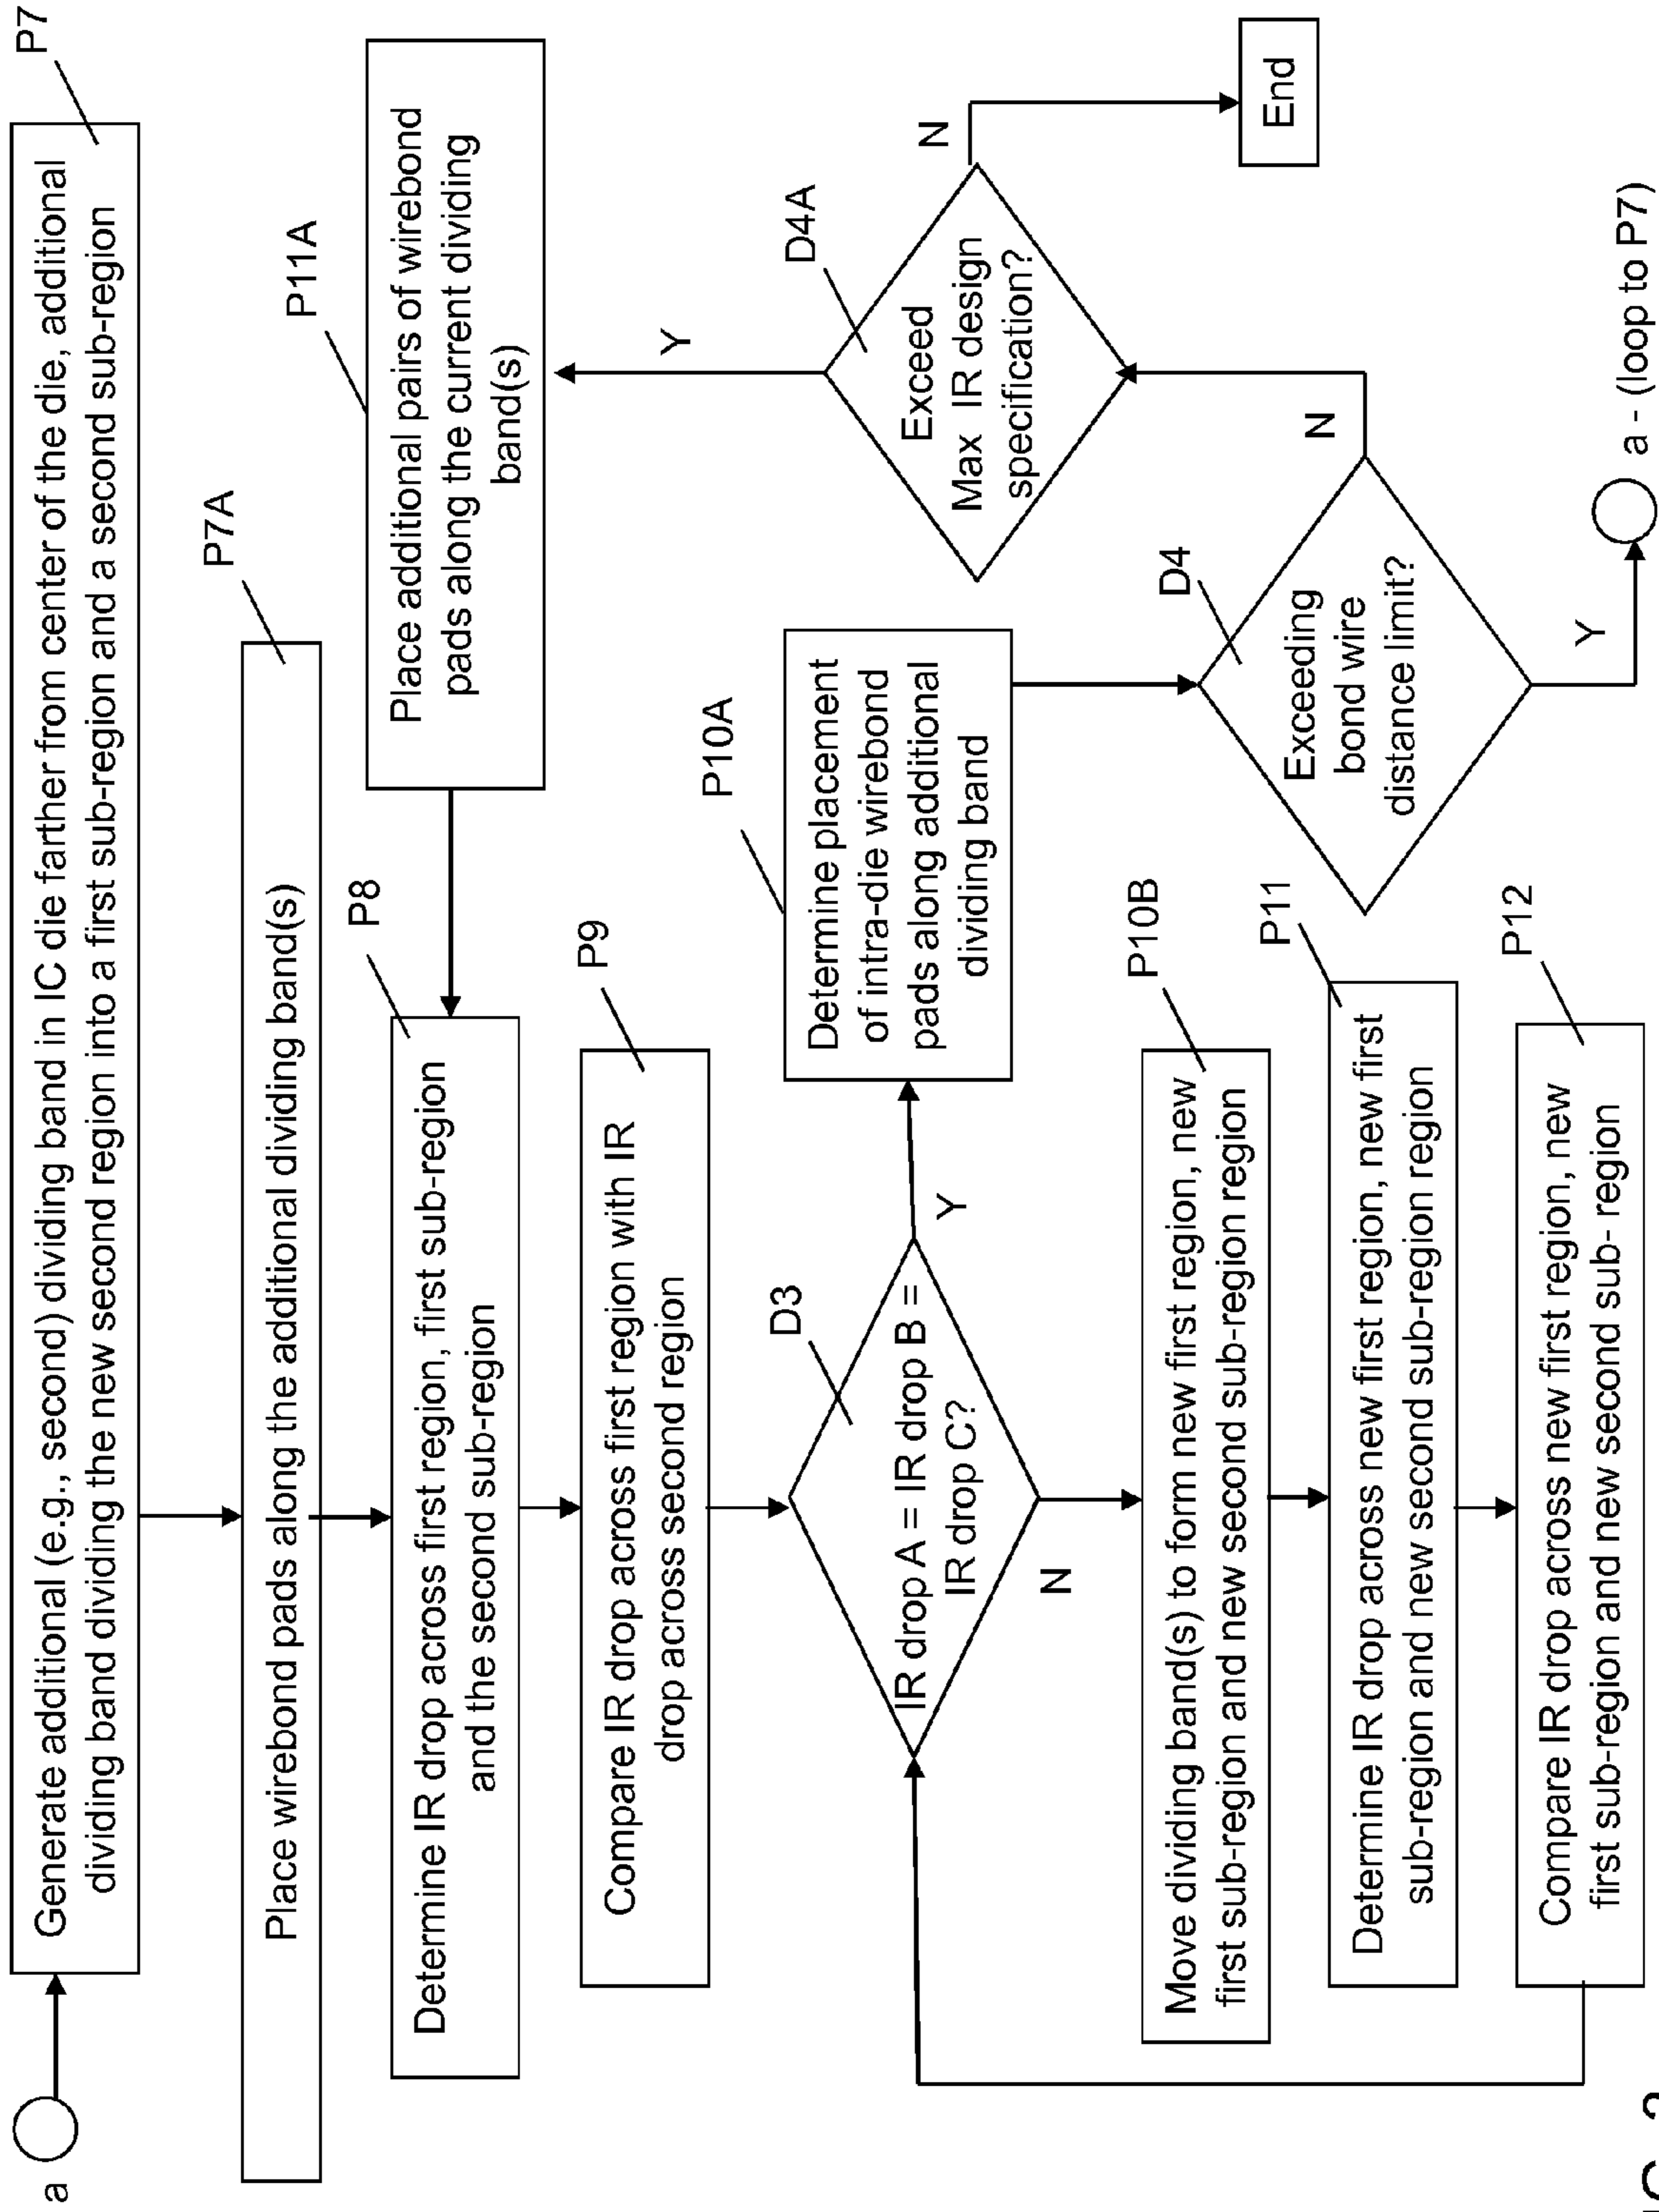 a
Generate additional (e.g., second) dividing band in IC die farther from center of the die, additional
dividing band dividing the new second region into a first sub-region and a second sub-region
P7
Place wirebond pads along the additional dividing band(s)
P7A
Determine IR drop across first region, first sub-region
and the second sub-region
P8
Place additional pairs of wirebond
pads along the current dividing
band(s)
P11A
Compare IR drop across first region with IR
drop across second region
P9
IR drop A = IR drop B =
IR drop C?
D3
Y
N
Determine placement
of intra-die wirebond
pads along additional
dividing band
P10A
Exceed
Max IR design
specification?
D4A
Y
N
End
Move dividing band(s) to form new first region, new
first sub-region and new second sub-region region
P10B
Exceeding
bond wire
distance limit?
D4
N
Y
a - (loop to P7)
Determine IR drop across new first region, new first
sub-region and new second sub-region region
P11
Compare IR drop across new first region, new
first sub-region and new second sub- region
P12